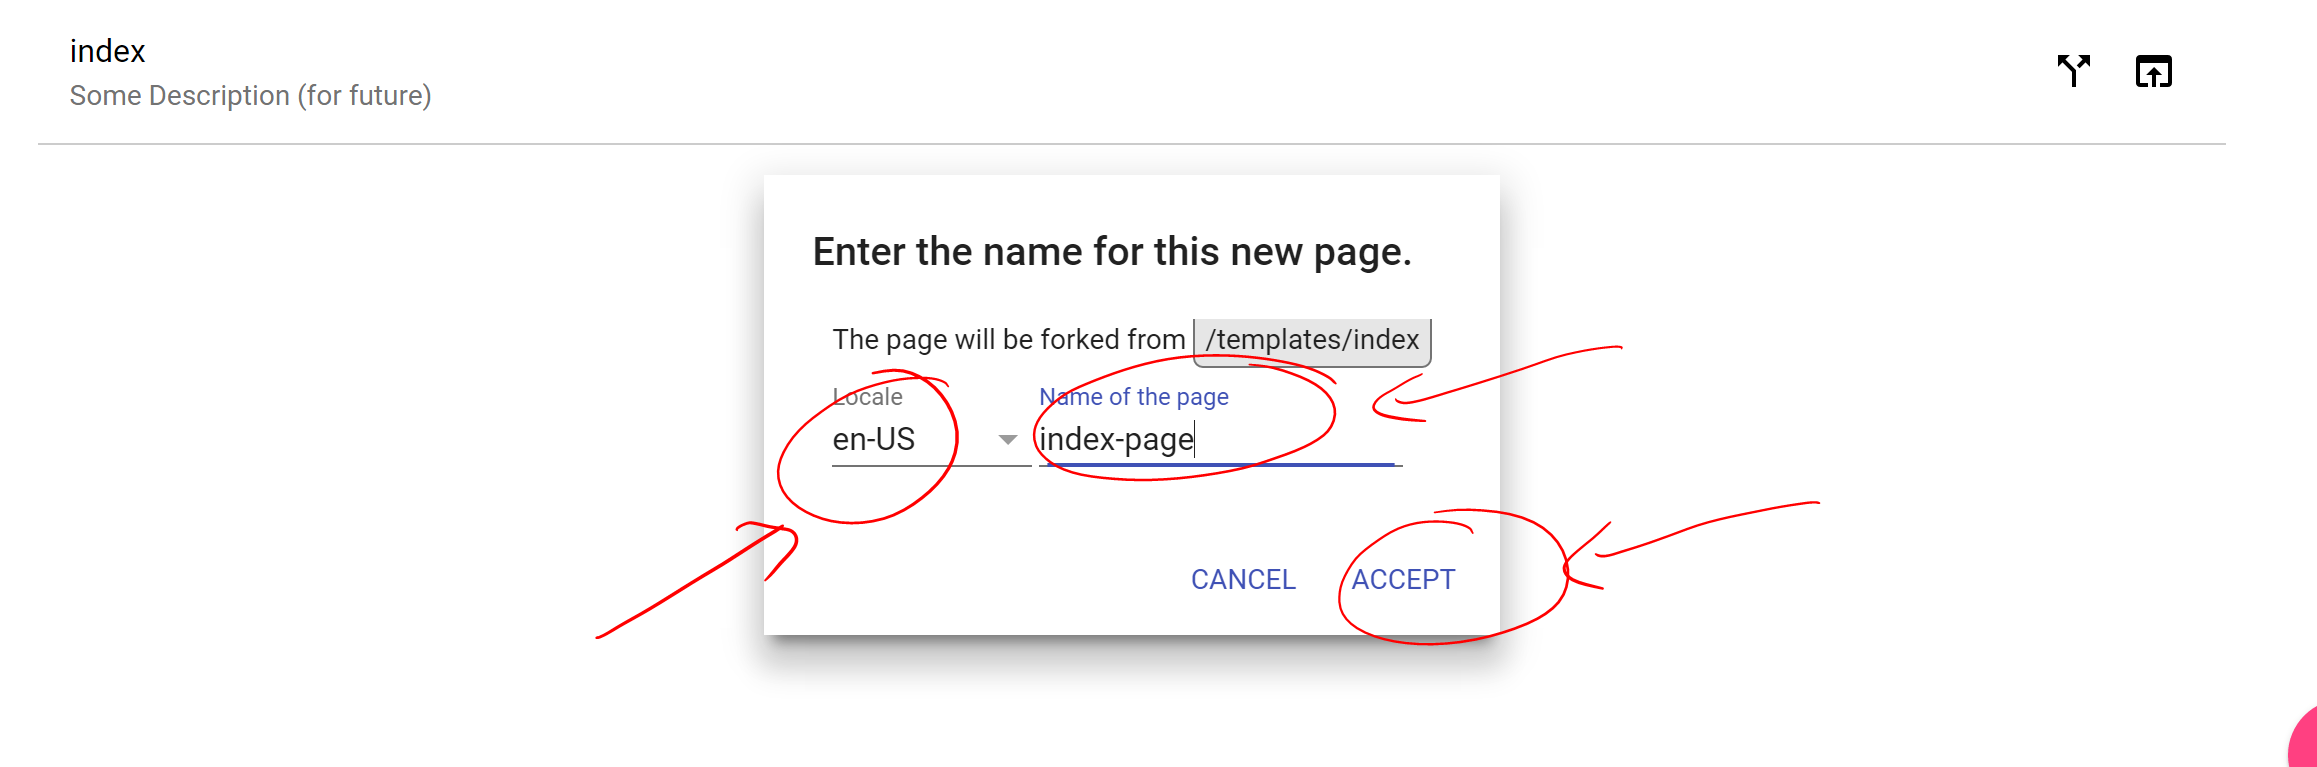 index
Some Description (for future)
Enter the name for this new page.
The page will be forked from /templates/index
Locale
Name of the page
en-US
index-page
CANCEL ACCEPT